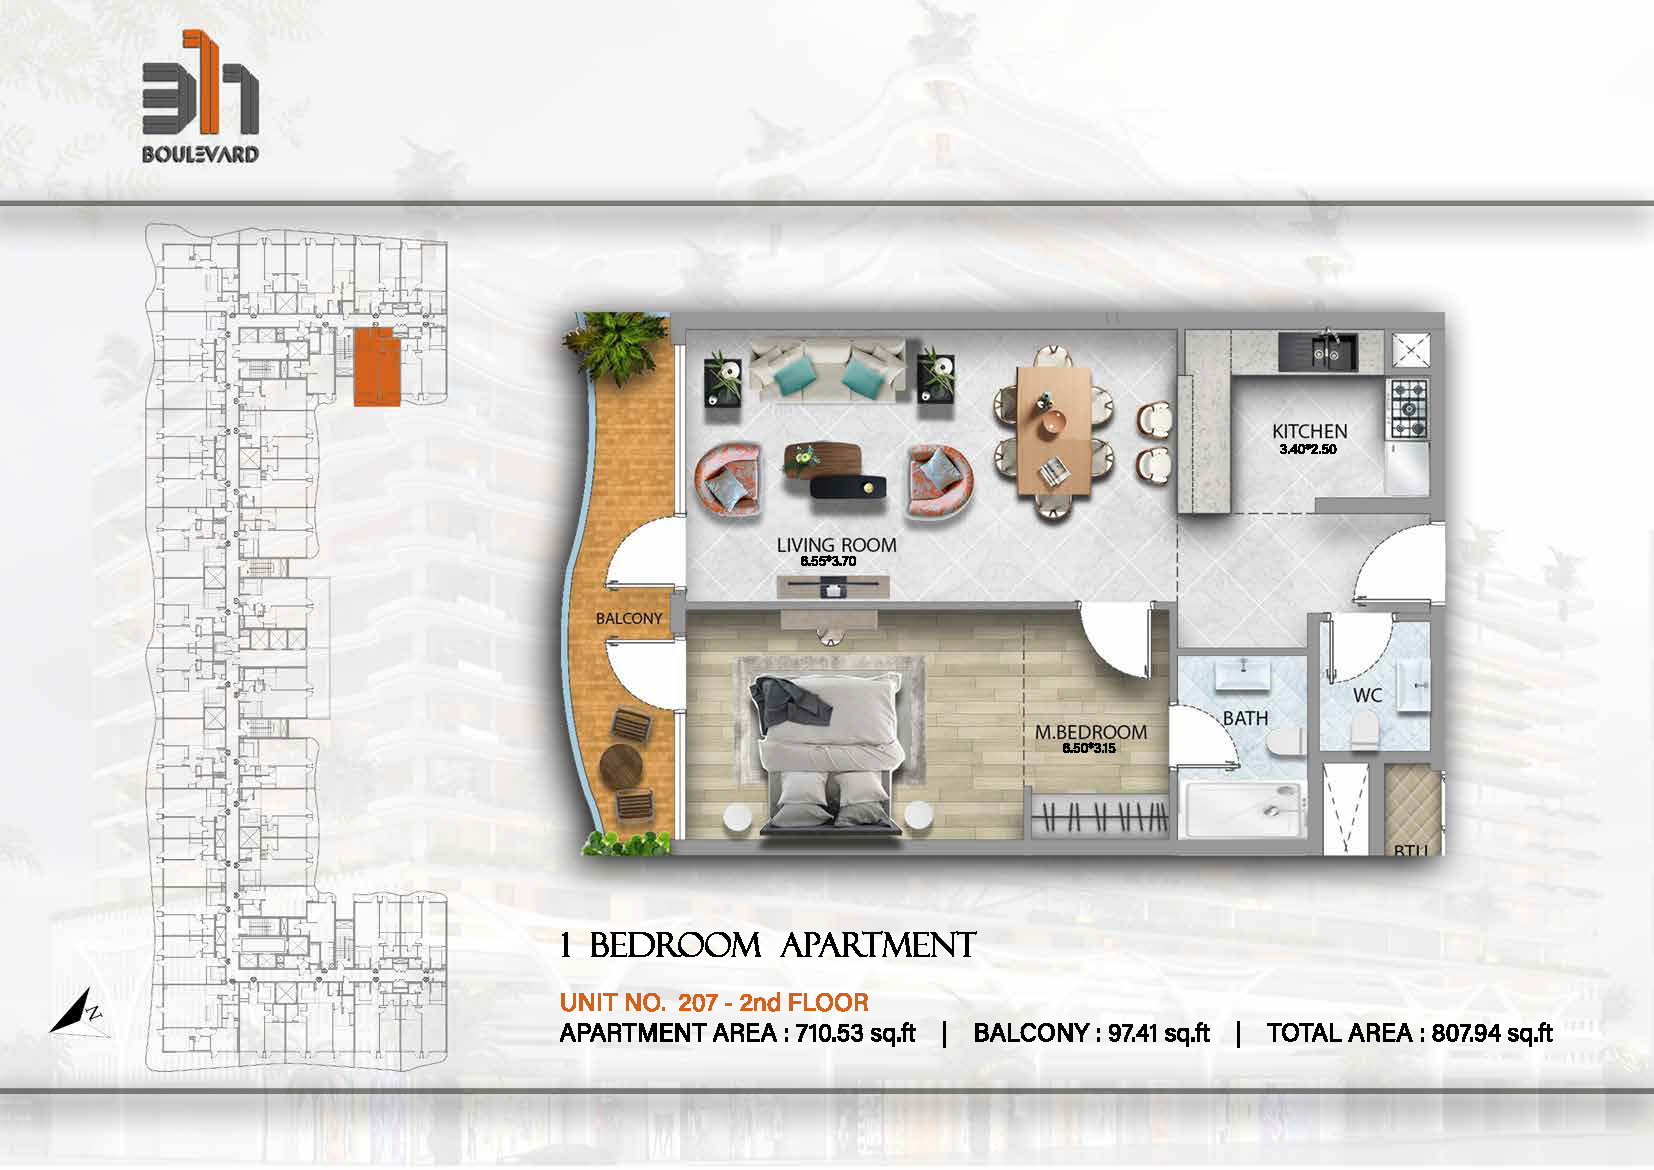 311
BOULEVARD
KITCHEN
3.40*2.50
LIVING ROOM
6.55*3.70
BALCONY
WC
BATH
M.BEDROOM
6.50*3.15
BTU
N
1 BEDROOM APARTMENT
UNIT NO. 207 - 2nd FLOOR
APARTMENT AREA : 710.53 sq.ft | BALCONY : 97.41 sq.ft | TOTAL AREA : 807.94 sq.ft